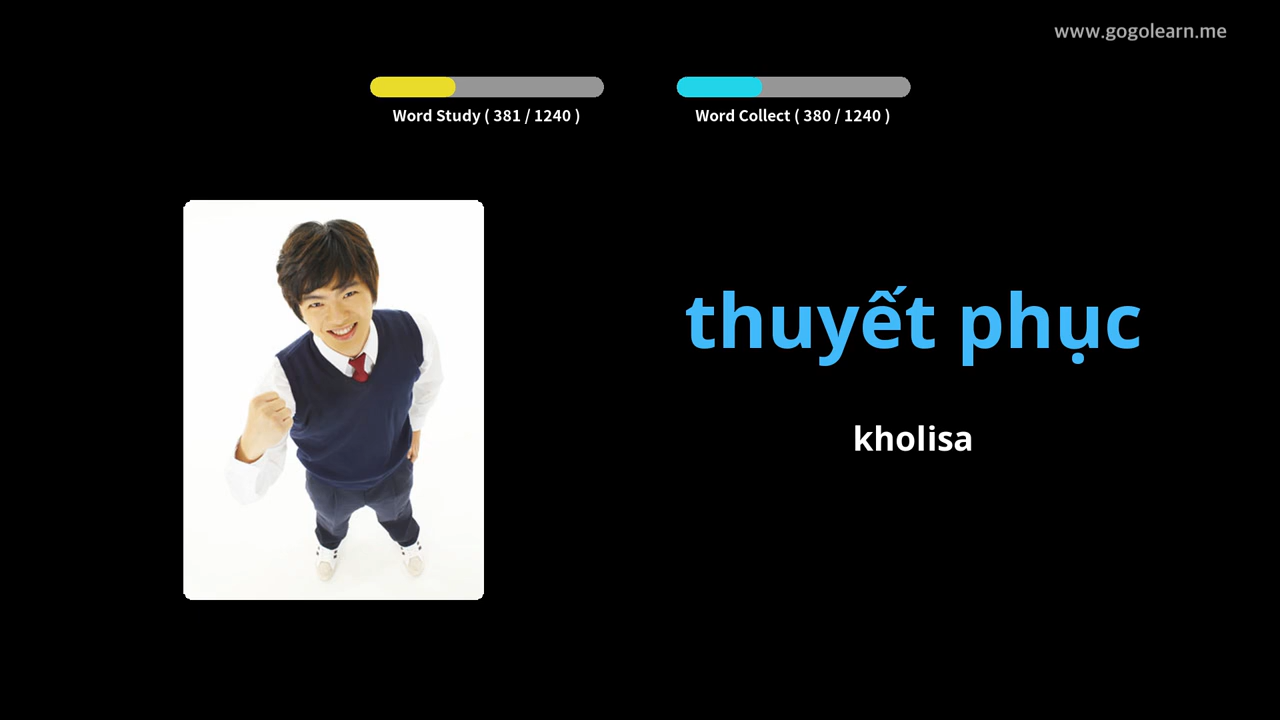 www.gogolearn.me
Word Study ( 381 / 1240 )
Word Collect ( 380 / 1240 )
thuyết phục
kholisa